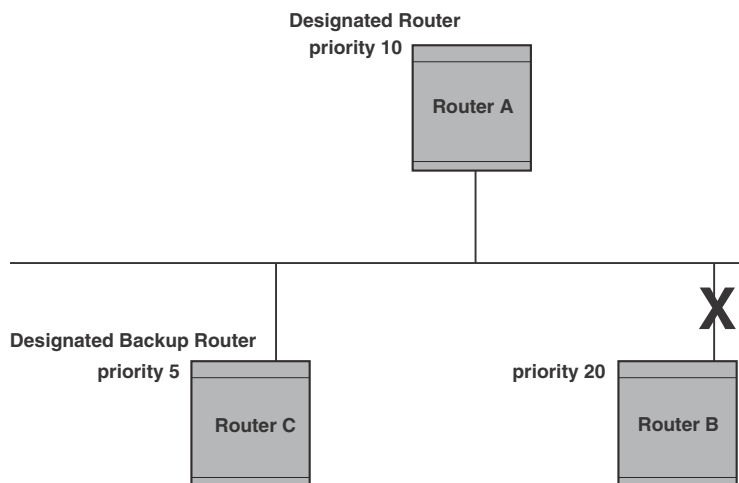 Designated Router
priority 10
Router A
X
Designated Backup Router
priority 5
priority 20
Router C
Router B